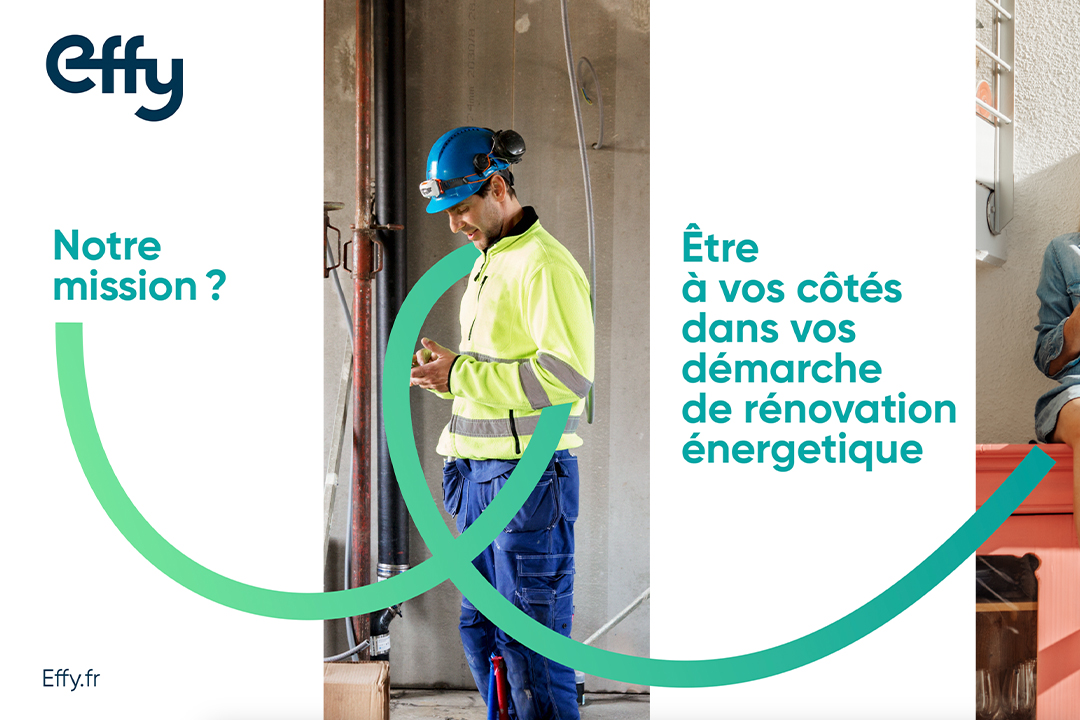 effy
Notre
mission ?
Être
à vos côtés
dans vos
démarche
de rénovation
énergetique
Effy.fr